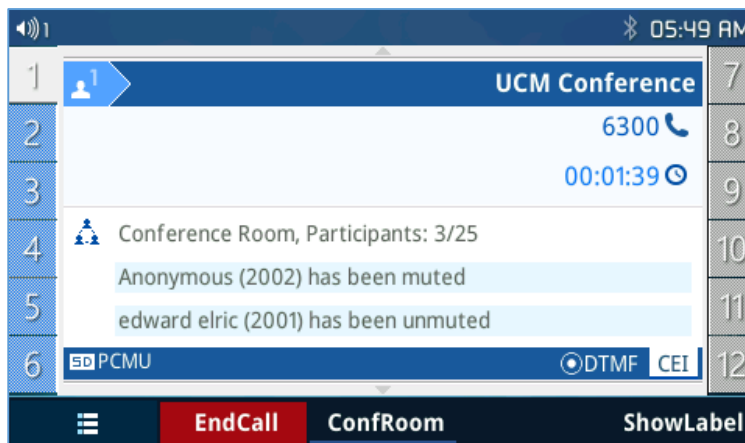 1 05:49 AM
1 1 UCM Conference 7
2 6300 8
3 00:01:39 9
4 Conference Room, Participants: 3/25 10
Anonymous (2002) has been muted
5 edward elric (2001) has been unmuted 11
6 SD PCMU DTMF CEI 12
EndCall ConfRoom ShowLabel